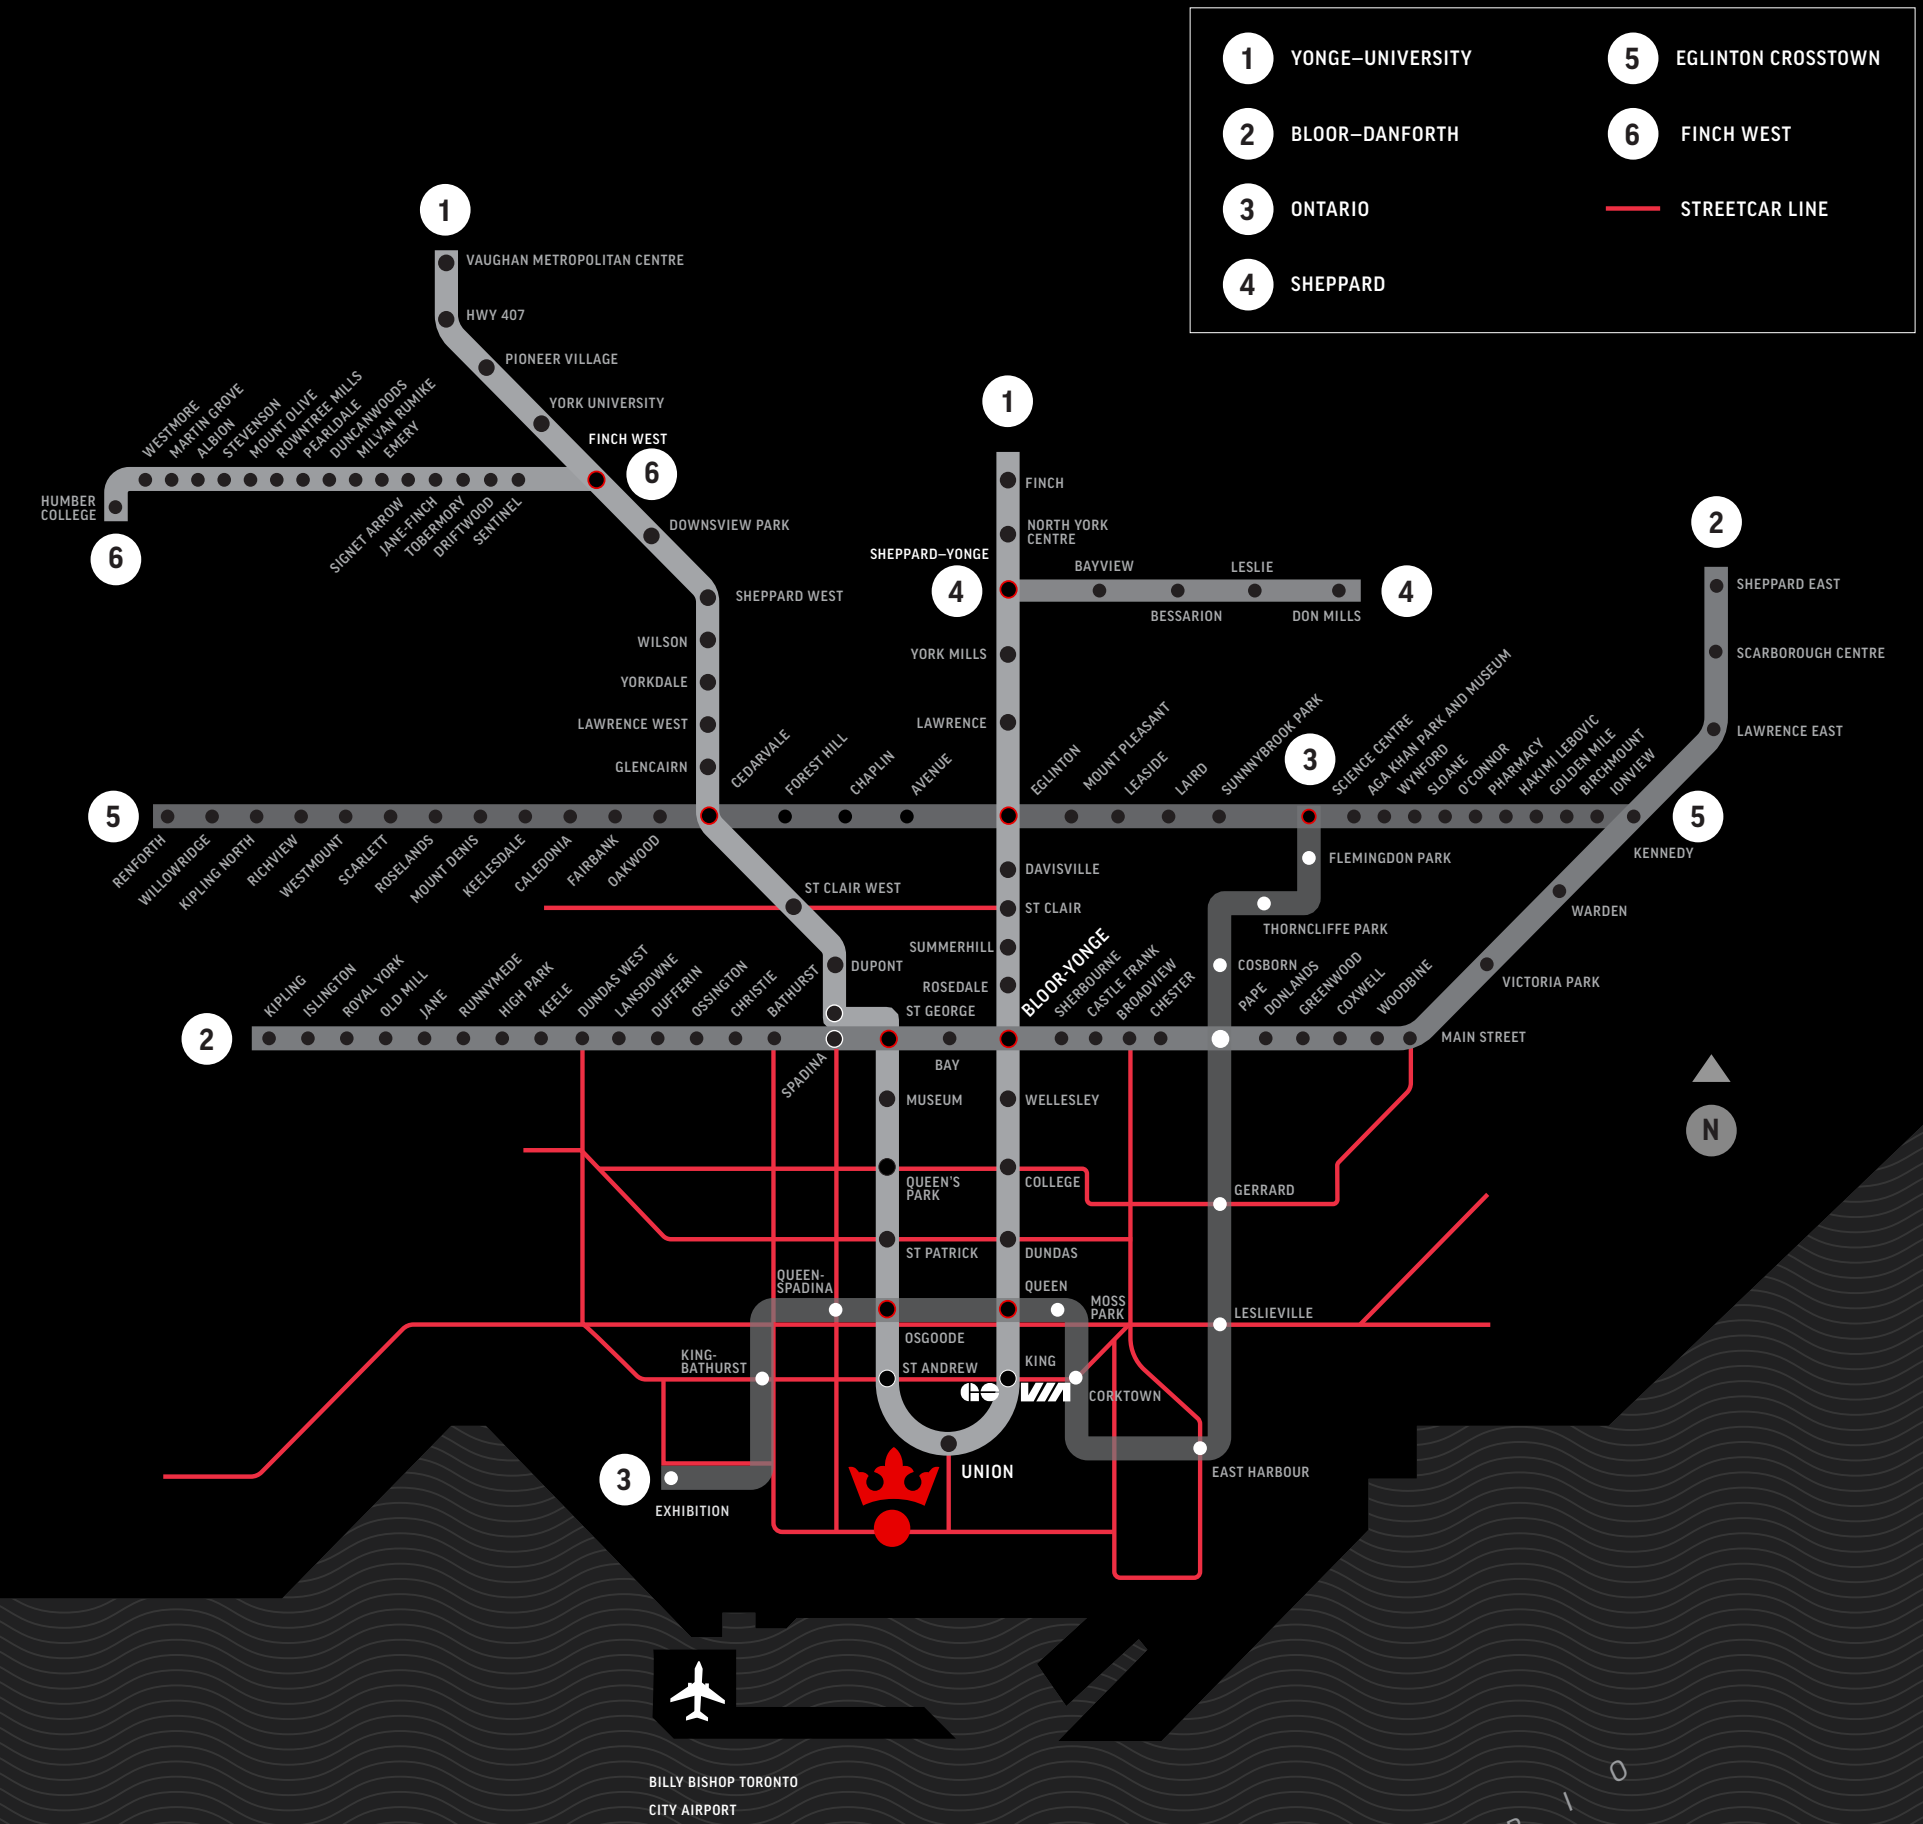 1 YONGE–UNIVERSITY
2 BLOOR–DANFORTH
3 ONTARIO
4 SHEPPARD
5 EGLINTON CROSSTOWN
6 FINCH WEST
STREETCAR LINE
1
VAUGHAN METROPOLITAN CENTRE
HWY 407
PIONEER VILLAGE
YORK UNIVERSITY
FINCH WEST
6
WESTMORE
MARTIN GROVE
ALBION
STEVENSON
MOUNT OLIVE
ROWNTREE MILLS
PEARLDALE
DUNCANWOODS
MILVAN RUMIKE
EMERY
HUMBER
COLLEGE
6
SIGNET ARROW
JANE-FINCH
TOBERMORY
DRIFTWOOD
SENTINEL
DOWNSVIEW PARK
SHEPPARD WEST
WILSON
YORKDALE
LAWRENCE WEST
GLENCAIRN
1
FINCH
NORTH YORK
CENTRE
SHEPPARD–YONGE
4
BAYVIEW
BESSARION
LESLIE
DON MILLS
4
YORK MILLS
LAWRENCE
2
SHEPPARD EAST
SCARBOROUGH CENTRE
LAWRENCE EAST
CEDARVALE
FOREST HILL
CHAPLIN
AVENUE
EGLINTON
MOUNT PLEASANT
LEASIDE
LAIRD
SUNNNYBROOK PARK
3
SCIENCE CENTRE
AGA KHAN PARK AND MUSEUM
WYNFORD
SLOANE
O'CONNOR
PHARMACY
HAKIMI LEBOVIC
GOLDEN MILE
BIRCHMOUNT
IONVIEW
5
5
RENFORTH
WILLOWRIDGE
KIPLING NORTH
RICHVIEW
WESTMOUNT
SCARLETT
ROSELANDS
MOUNT DENIS
KEELESDALE
CALEDONIA
FAIRBANK
OAKWOOD
KENNEDY
FLEMINGDON PARK
DAVISVILLE
ST CLAIR WEST
ST CLAIR
WARDEN
THORNCLIFFE PARK
SUMMERHILL
DUPONT
COSBORN
VICTORIA PARK
ROSEDALE
ST GEORGE
KIPLING
ISLINGTON
ROYAL YORK
OLD MILL
JANE
RUNNYMEDE
HIGH PARK
KEELE
DUNDAS WEST
LANSDOWNE
DUFFERIN
OSSINGTON
CHRISTIE
BATHURST
BLOOR-YONGE
SHERBOURNE
CASTLE FRANK
BROADVIEW
CHESTER
PAPE
DONLANDS
GREENWOOD
COXWELL
WOODBINE
2
MAIN STREET
SPADINA
BAY
MUSEUM
WELLESLEY
N
QUEEN'S
PARK
COLLEGE
GERRARD
ST PATRICK
DUNDAS
QUEEN-
SPADINA
QUEEN
MOSS
PARK
LESLIEVILLE
OSGOODE
KING-
BATHURST
ST ANDREW
KING
GO VIA
CORKTOWN
UNION
EAST HARBOUR
3
EXHIBITION
BILLY BISHOP TORONTO
CITY AIRPORT
I O